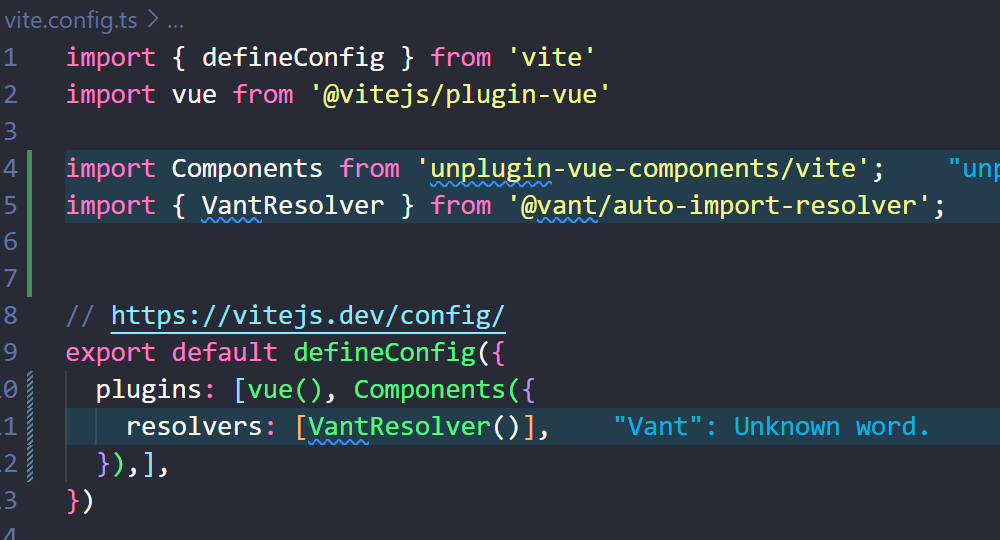 vite.config.ts > ...
1 import { defineConfig } from 'vite'
2 import vue from '@vitejs/plugin-vue'
3
4 import Components from 'unplugin-vue-components/vite'; "unp
5 import { VantResolver } from '@vant/auto-import-resolver';
6
7
8 // https://vitejs.dev/config/
9 export default defineConfig({
10 plugins: [vue(), Components({
11 resolvers: [VantResolver()], "Vant": Unknown word.
12 }),],
13 })
4